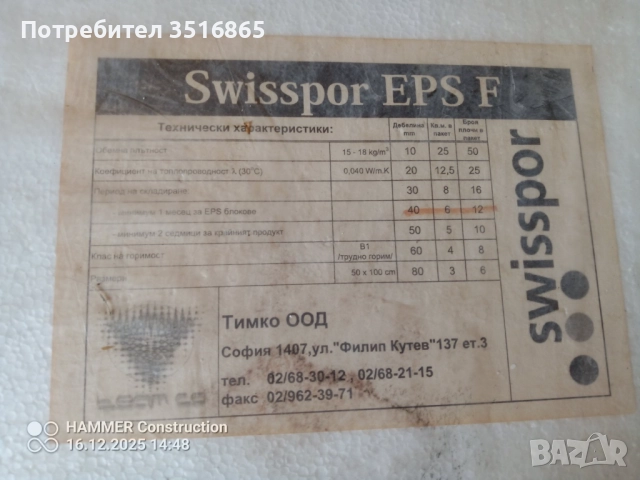 Потребител 3516865
Swisspor EPS F
Технически характеристики:
Дебелина mm
Кв.м. в пакет
Броя плочи в пакет
Обемна плътност 15 - 18 kg/m³ 10 25 50
Коефициент на топлопроводност λ (30°C) 0,040 W/m.K 20 12,5 25
Период на складиране 30 8 16
-минимум 1 месец за EPS блокове 40 6 12
-минимум 2 седмици за крайният продукт 50 5 10
Клас на горимост: В1 /трудно горим/ 60 4 8
Размери 50 x 100 cm 80 3 6
swisspor
Тимко ООД
София 1407,ул."Филип Кутев"137 ет.3
тел. 02/68-30-12 , 02/68-21-15
факс 02/962-39-71
HAMMER Construction
16.12.2025 14:48
BAZAR